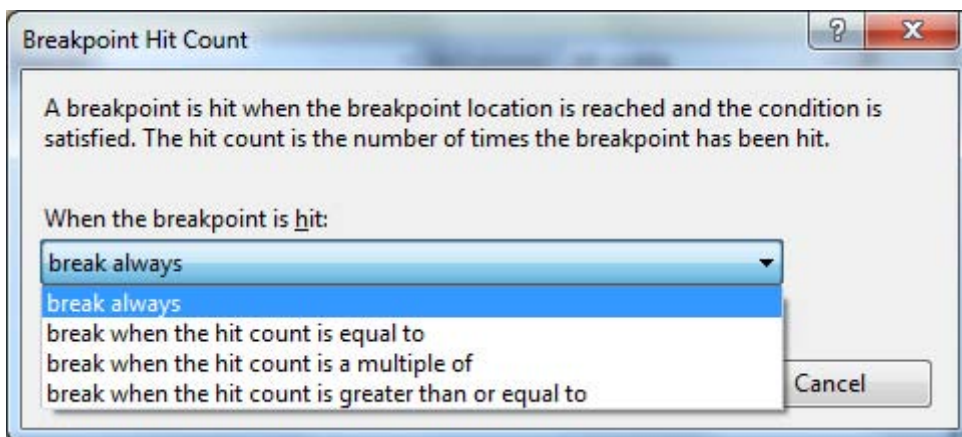 Breakpoint Hit Count
A breakpoint is hit when the breakpoint location is reached and the condition is
satisfied. The hit count is the number of times the breakpoint has been hit.
When the breakpoint is hit:
break always
break always
break when the hit count is equal to
break when the hit count is a multiple of
break when the hit count is greater than or equal to
Cancel